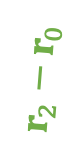 r₂ – r₀